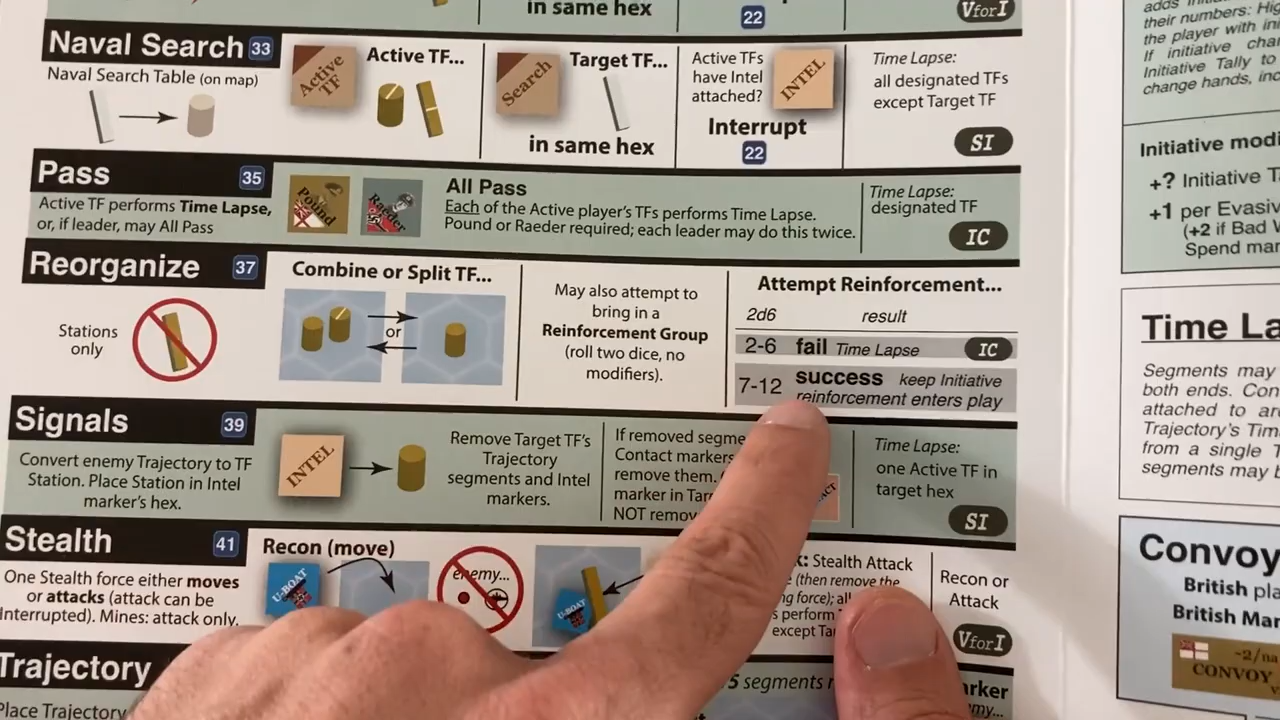 in same hex
22
VforI
Naval Search 33
Naval Search Table (on map)
Active TF
Active TF...
Search
Target TF...
in same hex
Active TFs
have Intel
attached?
INTEL
Interrupt
22
Time Lapse:
all designated TFs
except Target TF
SI
Pass 35
Active TF performs Time Lapse,
or, if leader, may All Pass
Pound
Raeder
All Pass
Each of the Active player's TFs performs Time Lapse.
Pound or Raeder required; each leader may do this twice.
Time Lapse:
designated TF
IC
Reorganize 37
Stations
only
Combine or Split TF...
or
May also attempt to
bring in a
Reinforcement Group
(roll two dice, no
modifiers).
Attempt Reinforcement...
2d6 result
2-6 fail Time Lapse IC
7-12 success keep Initiative
reinforcement enters play
Signals 39
Convert enemy Trajectory to TF
Station. Place Station in Intel
marker's hex.
INTEL
Remove Target TF's
Trajectory
segments and Intel
markers.
If removed segme
Contact markers
remove them.
marker in Tar
NOT remov
Time Lapse:
one Active TF in
target hex
SI
Stealth 41
One Stealth force either moves
or attacks (attack can be
Interrupted). Mines: attack only.
Recon (move)
U-BOAT
enemy...
U-BOAT
K: Stealth Attack
(then remove the
ng force); al
s perform
except Ta
Recon or
Attack
VforI
Trajectory
Place Trajectory
5 segments
arker
my...
adds
their numbers: Hig
the player with ini
If initiative chan
Initiative Tally to
change hands, inc
Initiative modi
+? Initiative T
+1 per Evasiv
(+2 if Bad W
Spend mar
Time La
Segments may
both ends. Con
attached to an
Trajectory's Tim
from a single T
segments may b
Convoy
British pla
British Mar
~2/na
CONVOY